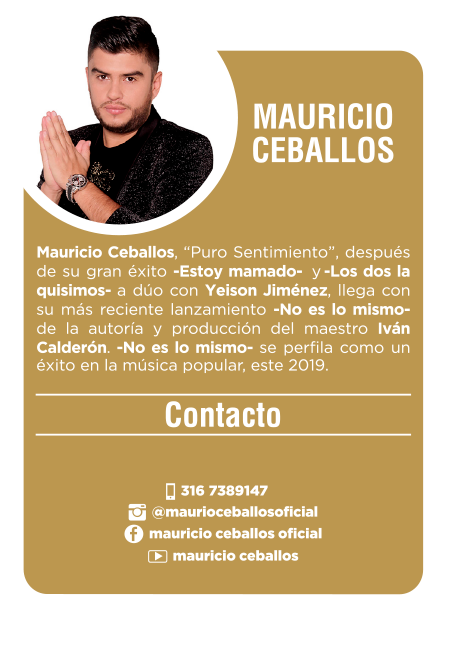 MAURICIO
CEBALLOS
Mauricio Ceballos, “Puro Sentimiento”, después
de su gran éxito -Estoy mamado- y -Los dos la
quisimos- a dúo con Yeison Jiménez, llega con
su más reciente lanzamiento -No es lo mismo-
de la autoría y producción del maestro Iván
Calderón. -No es lo mismo- se perfila como un
éxito en la música popular, este 2019.
Contacto
316 7389147
@maurioceballosoficial
mauricio ceballos oficial
mauricio ceballos